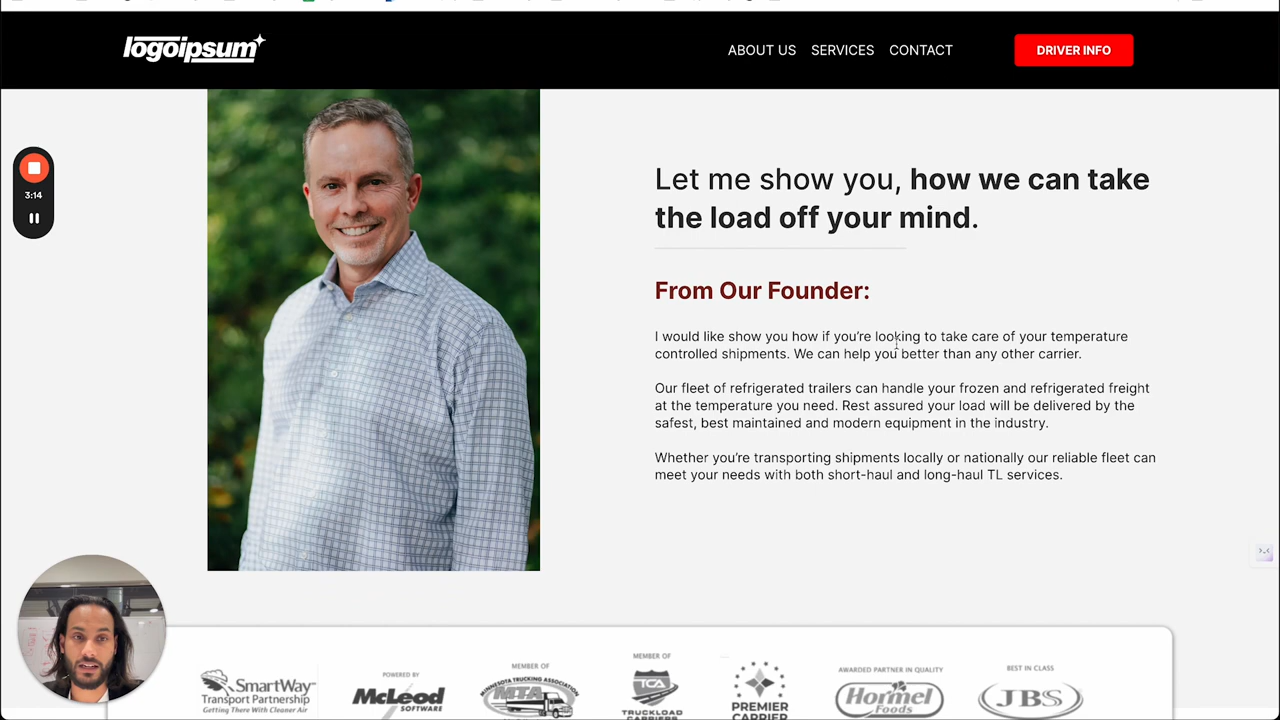 logoipsum
ABOUT US SERVICES CONTACT
DRIVER INFO
3:14
Let me show you, how we can take
the load off your mind.
From Our Founder:
I would like show you how if you’re looking to take care of your temperature
controlled shipments. We can help you better than any other carrier.
Our fleet of refrigerated trailers can handle your frozen and refrigerated freight
at the temperature you need. Rest assured your load will be delivered by the
safest, best maintained and modern equipment in the industry.
Whether you’re transporting shipments locally or nationally our reliable fleet can
meet your needs with both short-haul and long-haul TL services.
SmartWay
Transport Partnership
Getting There With Cleaner Air
POWERED BY
McLeod
SOFTWARE
MEMBER OF
MINNESOTA TRUCKING ASSOCIATION
MTA
MEMBER OF
TCA
TRUCKLOAD
CARRIERS
PREMIER
CARRIER
AWARDED PARTNER IN QUALITY
Hormel
Foods
BEST IN CLASS
JBS